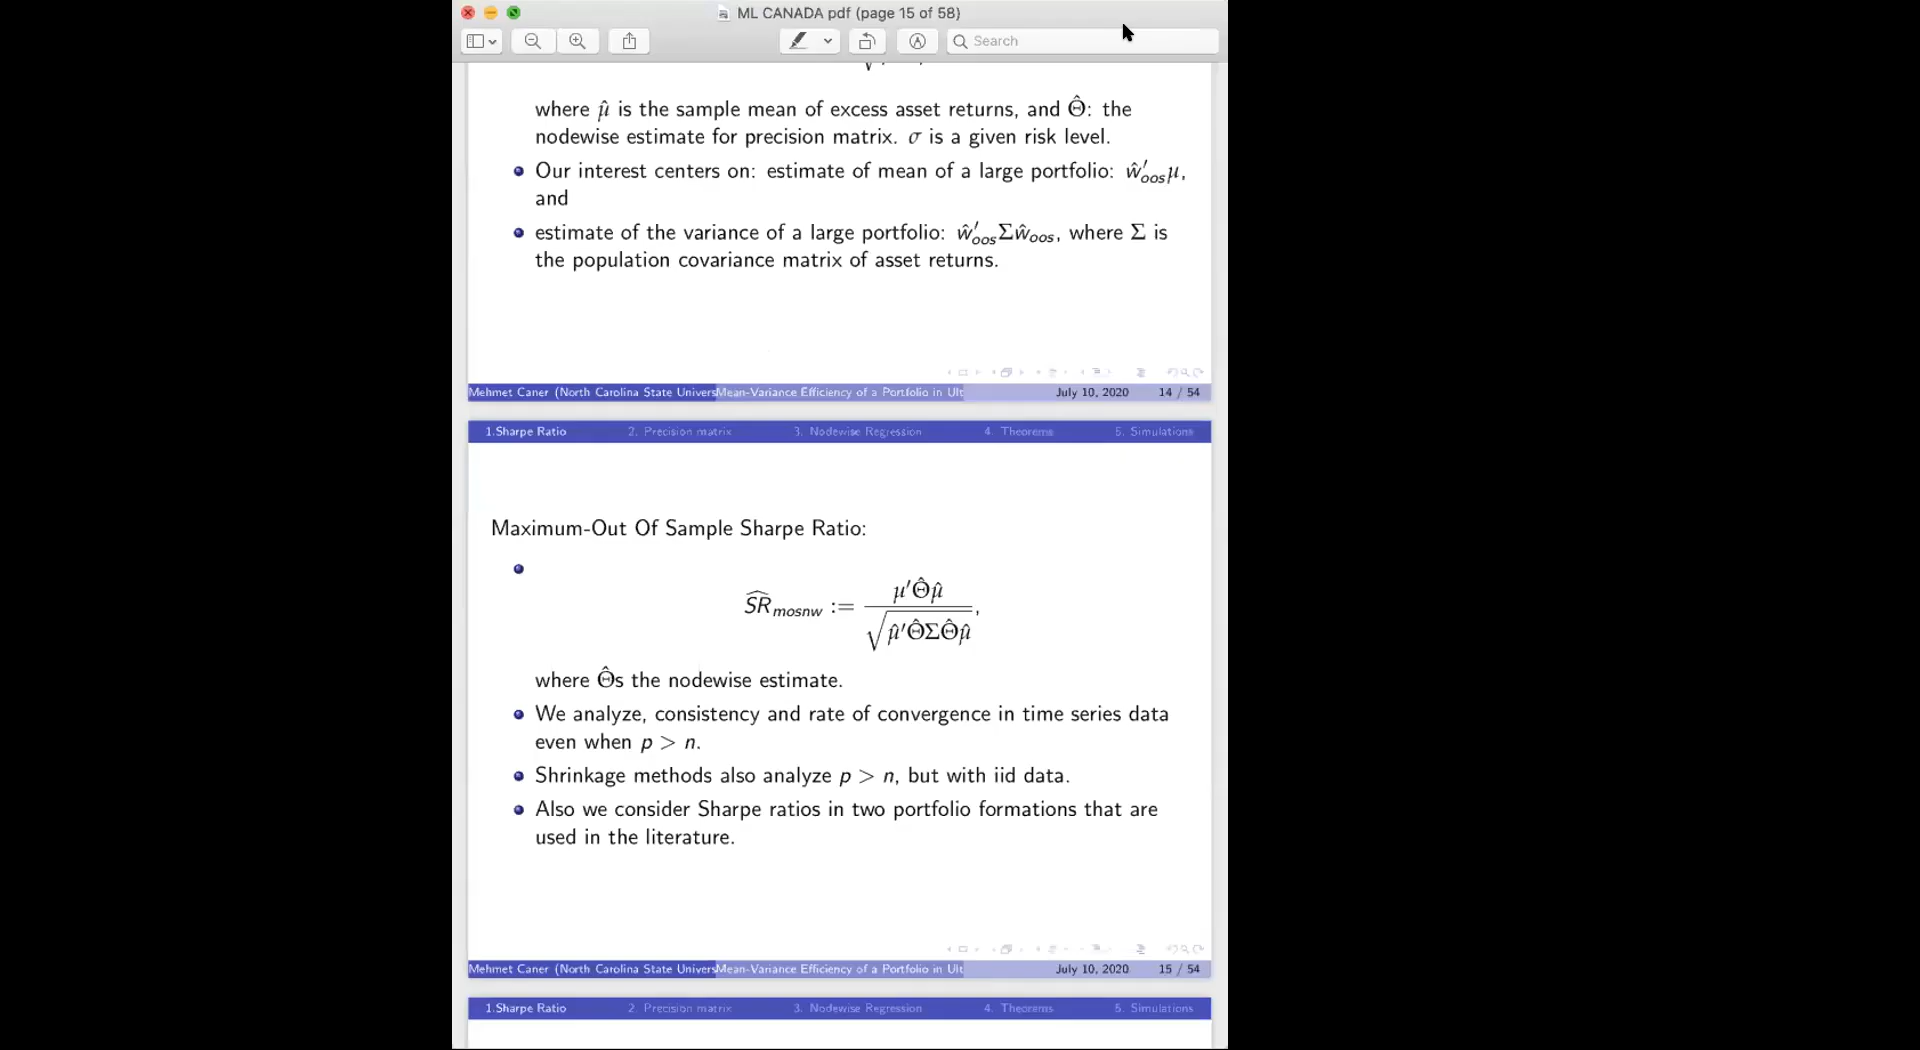 ML CANADA pdf (page 15 of 58)
Search
where μ̂ is the sample mean of excess asset returns, and Θ̂: the
nodewise estimate for precision matrix. σ is a given risk level.
Our interest centers on: estimate of mean of a large portfolio: ŵ′oosμ,
and
estimate of the variance of a large portfolio: ŵ′oosΣŵoos, where Σ is
the population covariance matrix of asset returns.
Mehmet Caner (North Carolina State Univers Mean-Variance Efficiency of a Portfolio in Ult July 10, 2020 14 / 54
1.Sharpe Ratio 2. Precision matrix 3. Nodewise Regression 4. Theorems 5. Simulations
Maximum-Out Of Sample Sharpe Ratio:
ŜRmosnw := μ′Θ̂μ̂ / √μ̂′Θ̂ΣΘ̂μ̂,
where Θ̂s the nodewise estimate.
We analyze, consistency and rate of convergence in time series data
even when p > n.
Shrinkage methods also analyze p > n, but with iid data.
Also we consider Sharpe ratios in two portfolio formations that are
used in the literature.
Mehmet Caner (North Carolina State Univers Mean-Variance Efficiency of a Portfolio in Ult July 10, 2020 15 / 54
1.Sharpe Ratio 2. Precision matrix 3. Nodewise Regression 4. Theorems 5. Simulations